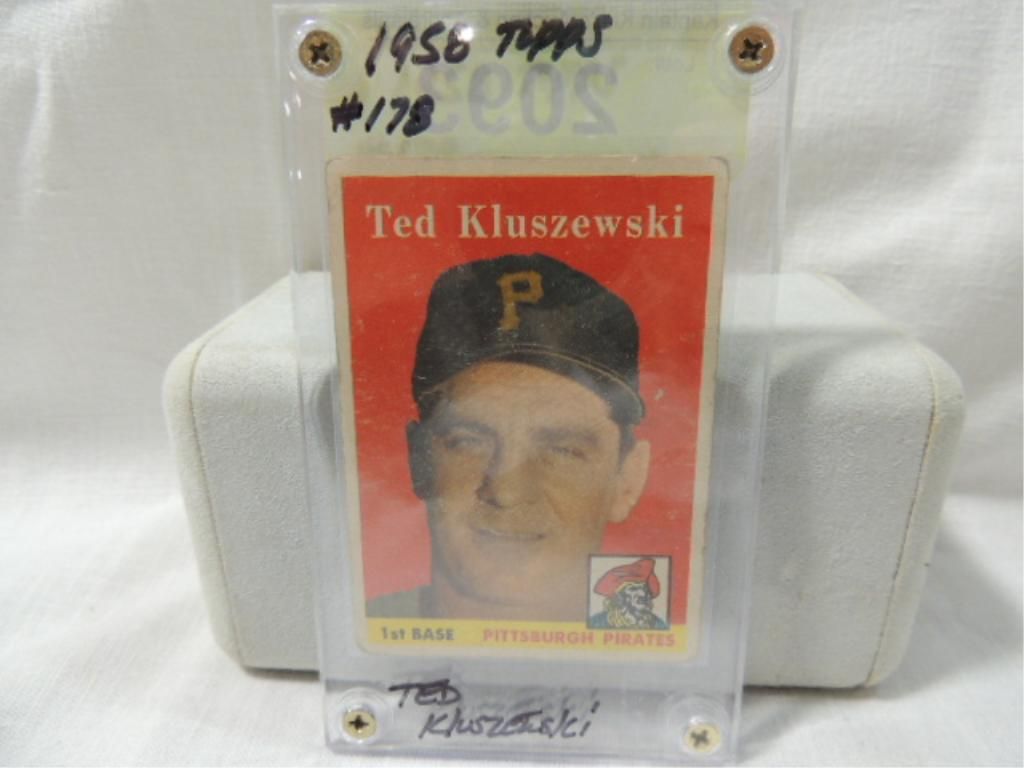 1958 TOPPS
#178
2093
Ted Kluszewski
P
1st BASE PITTSBURGH PIRATES
TED
Kluszewski